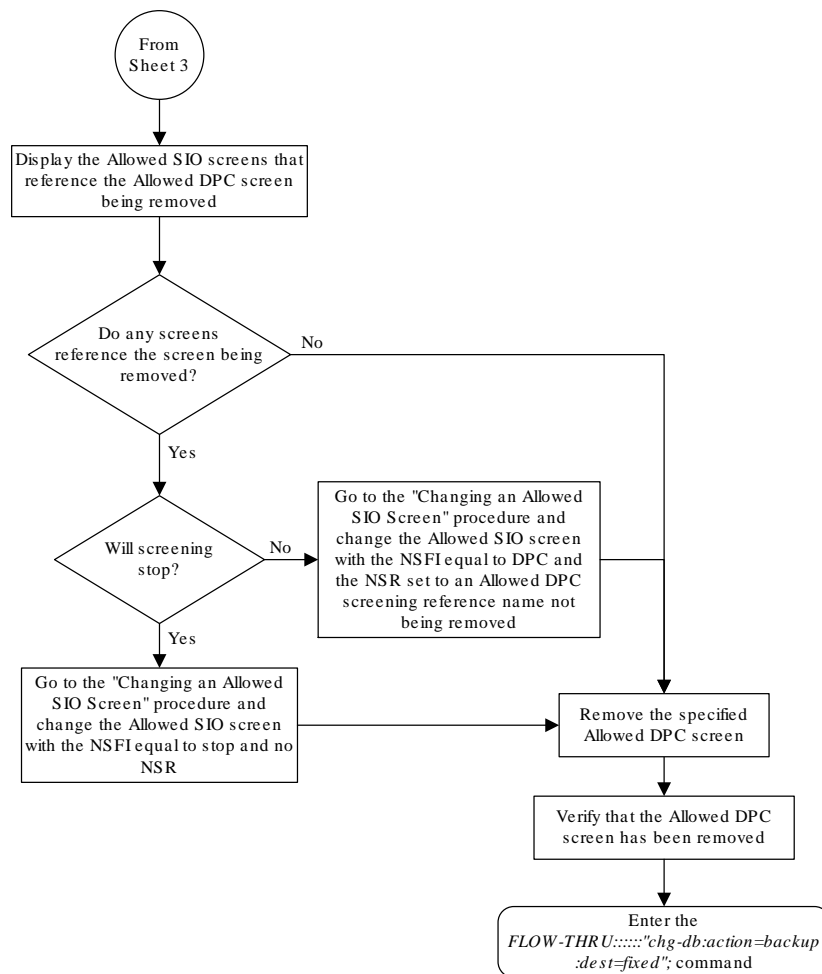 From
Sheet 3
Display the Allowed SIO screens that
reference the Allowed DPC screen
being removed
Do any screens
reference the screen being
removed?
No
Yes
Will screening
stop?
No
Go to the "Changing an Allowed
SIO Screen" procedure and
change the Allowed SIO screen
with the NSFI equal to DPC and
the NSR set to an Allowed DPC
screening reference name not
being removed
Yes
Go to the "Changing an Allowed
SIO Screen" procedure and
change the Allowed SIO screen
with the NSFI equal to stop and no
NSR
Remove the specified
Allowed DPC screen
Verify that the Allowed DPC
screen has been removed
Enter the
FLOW-THRU::::::"chg-db:action=backup
:dest=fixed"; command